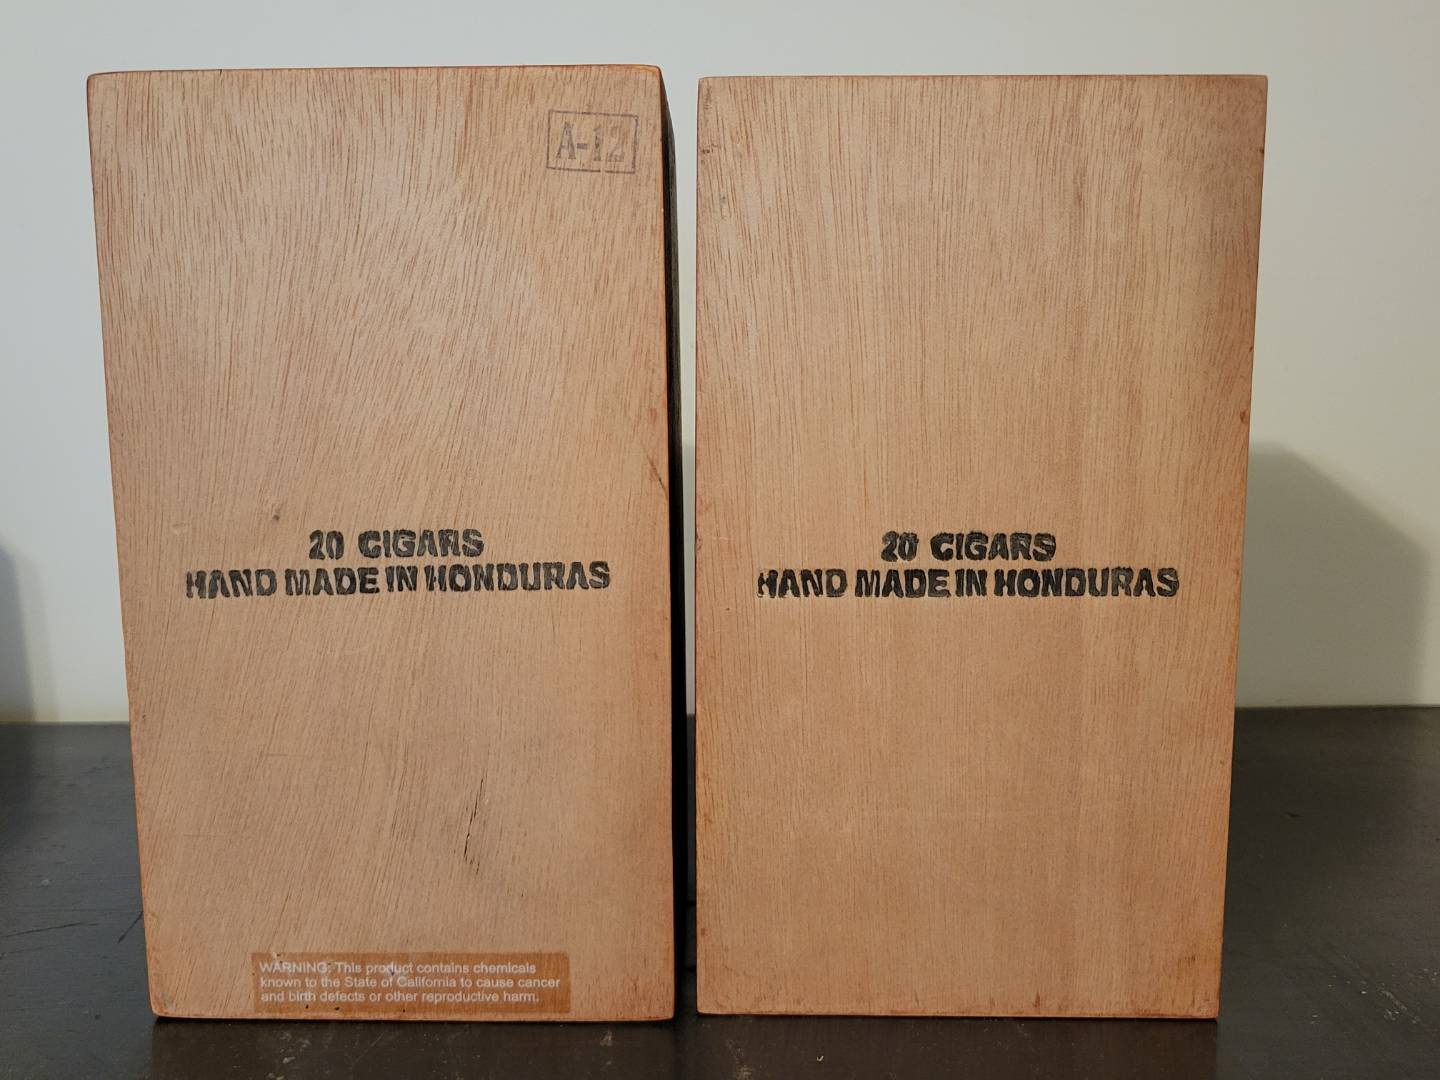 A-12
20 CIGARS
HAND MADE IN HONDURAS
WARNING: This product contains chemicals
known to the State of California to cause cancer
and birth defects or other reproductive harm.
20 CIGARS
HAND MADE IN HONDURAS